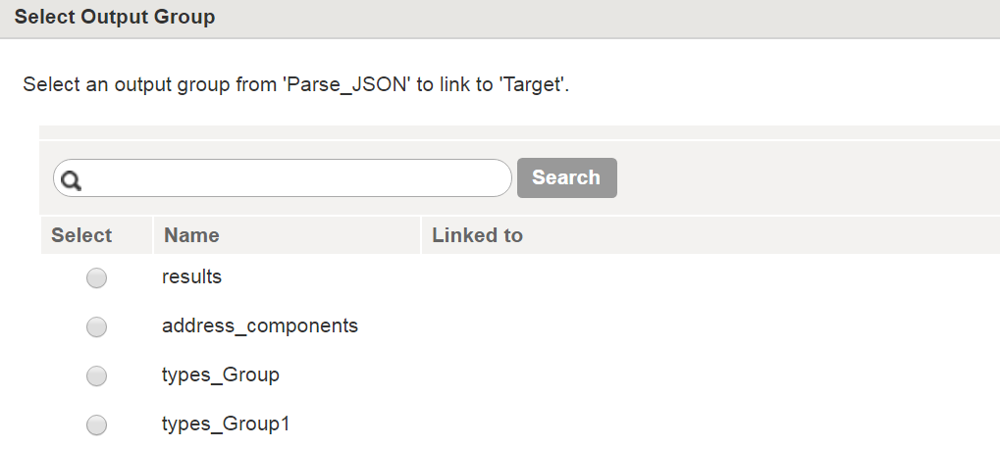 Select Output Group
Select an output group from 'Parse_JSON' to link to 'Target'.
Search
Select Name Linked to
results
address_components
types_Group
types_Group1